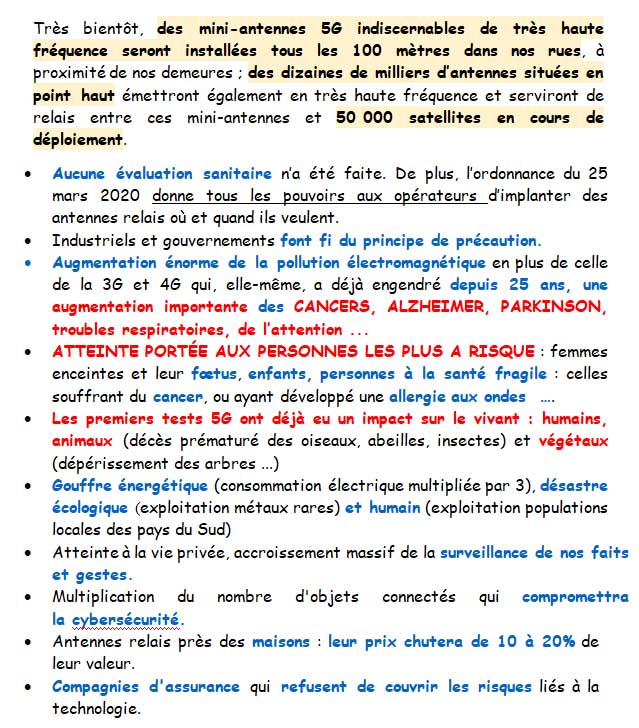 Très bientôt, des mini-antennes 5G indiscernables de très haute
fréquence seront installées tous les 100 mètres dans nos rues, à
proximité de nos demeures ; des dizaines de milliers d'antennes situées en
point haut émettront également en très haute fréquence et serviront de
relais entre ces mini-antennes et 50 000 satellites en cours de
déploiement.
• Aucune évaluation sanitaire n'a été faite. De plus, l'ordonnance du 25
mars 2020 donne tous les pouvoirs aux opérateurs d'implanter des
antennes relais où et quand ils veulent.
• Industriels et gouvernements font fi du principe de précaution.
• Augmentation énorme de la pollution électromagnétique en plus de celle
de la 3G et 4G qui, elle-même, a déjà engendré depuis 25 ans, une
augmentation importante des CANCERS, ALZHEIMER, PARKINSON,
troubles respiratoires, de l'attention ...
• ATTEINTE PORTÉE AUX PERSONNES LES PLUS A RISQUE : femmes
enceintes et leur fœtus, enfants, personnes à la santé fragile : celles
souffrant du cancer, ou ayant développé une allergie aux ondes ....
• Les premiers tests 5G ont déjà eu un impact sur le vivant : humains,
animaux (décès prématuré des oiseaux, abeilles, insectes) et végétaux
(dépérissement des arbres ...)
• Gouffre énergétique (consommation électrique multipliée par 3), désastre
écologique (exploitation métaux rares) et humain (exploitation populations
locales des pays du Sud)
• Atteinte à la vie privée, accroissement massif de la surveillance de nos faits
et gestes.
• Multiplication du nombre d'objets connectés qui compromettra
la cybersécurité.
• Antennes relais près des maisons : leur prix chutera de 10 à 20% de
leur valeur.
• Compagnies d'assurance qui refusent de couvrir les risques liés à la
technologie.